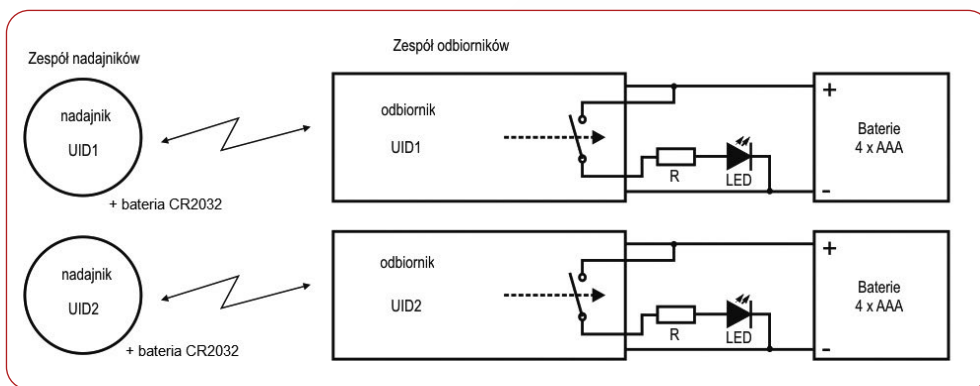 Zespół nadajników
Zespół odbiorników
nadajnik
UID1
+ bateria CR2032
odbiornik
UID1
R
LED
+
-
Baterie
4 x AAA
nadajnik
UID2
+ bateria CR2032
odbiornik
UID2
R
LED
+
-
Baterie
4 x AAA